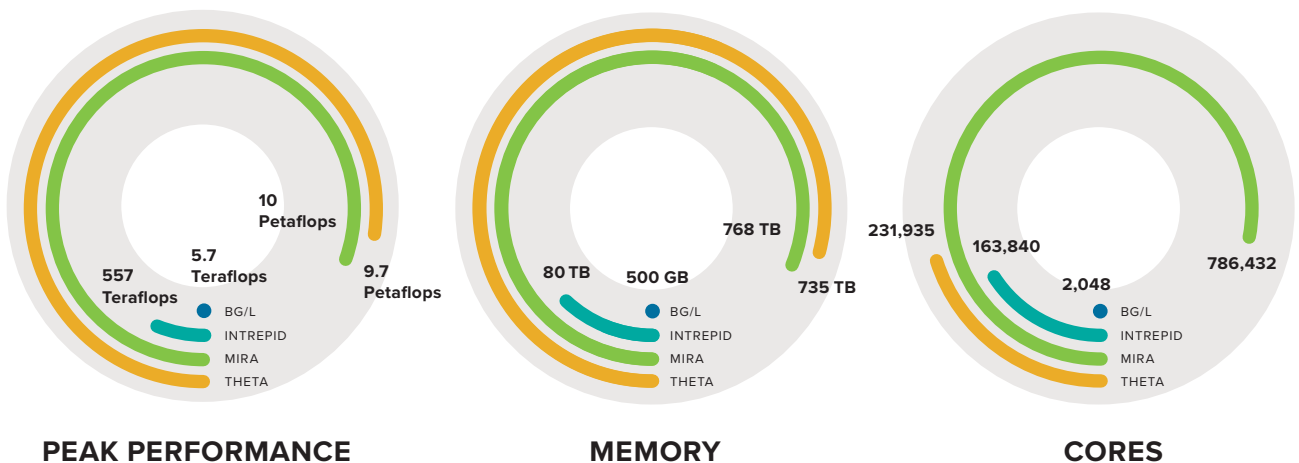 10
Petaflops
5.7
Teraflops
557
Teraflops
9.7
Petaflops
BG/L
INTREPID
MIRA
THETA
PEAK PERFORMANCE
768 TB
80 TB
500 GB
735 TB
BG/L
INTREPID
MIRA
THETA
MEMORY
231,935
163,840
786,432
2,048
BG/L
INTREPID
MIRA
THETA
CORES